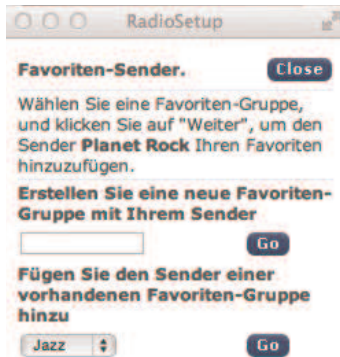 RadioSetup
Favoriten-Sender. Close
Wählen Sie eine Favoriten-Gruppe,
und klicken Sie auf "Weiter", um den
Sender Planet Rock Ihren Favoriten
hinzuzufügen.
Erstellen Sie eine neue Favoriten-
Gruppe mit Ihrem Sender
Go
Fügen Sie den Sender einer
vorhandenen Favoriten-Gruppe
hinzu
Jazz Go